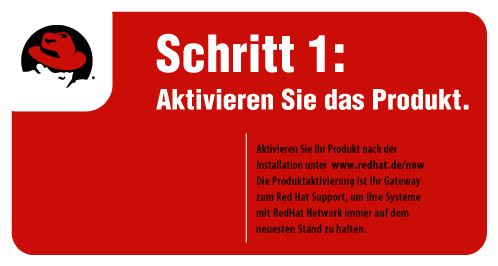 Schritt 1:
Aktivieren Sie das Produkt.
Aktivieren Sie Ihr Produkt nach der
Installation unter www.redhat.de/now
Die Produktaktivierung ist Ihr Gateway
zum Red Hat Support, um Ihre Systeme
mit RedHat Network immer auf dem
neuesten Stand zu halten.